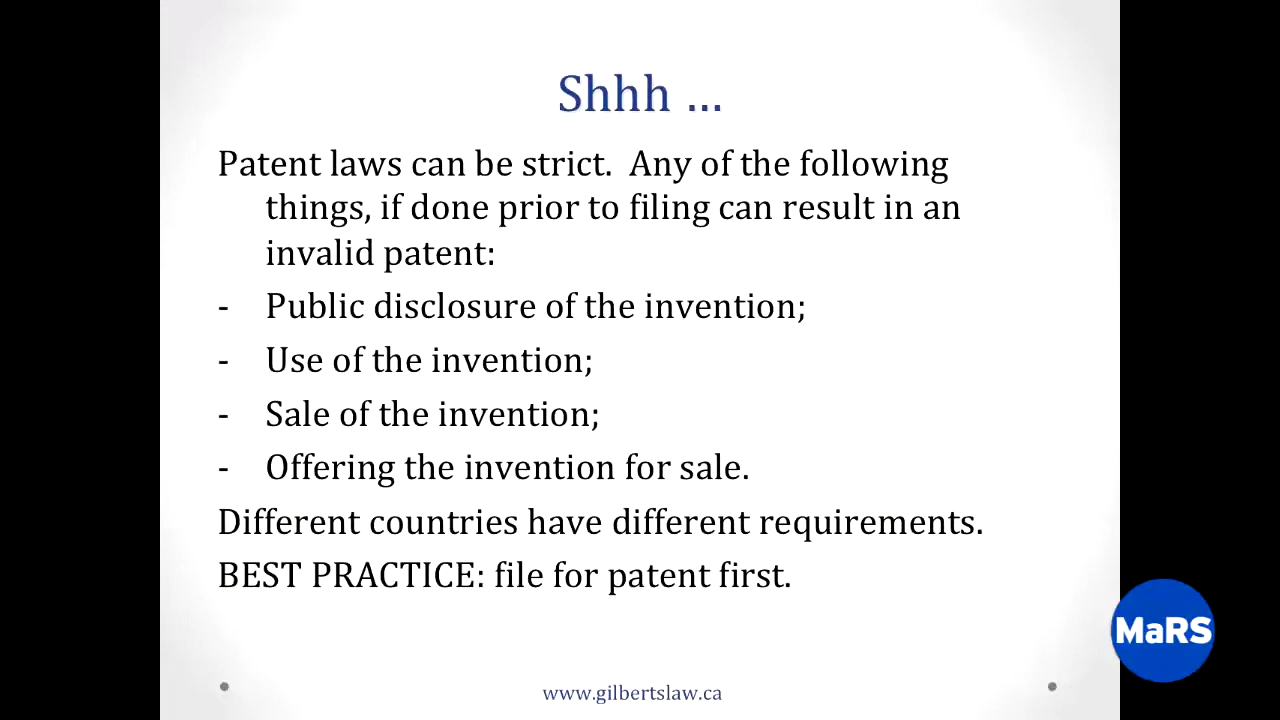 Shhh ...
Patent laws can be strict.  Any of the following
things, if done prior to filing can result in an
invalid patent:
- Public disclosure of the invention;
- Use of the invention;
- Sale of the invention;
- Offering the invention for sale.
Different countries have different requirements.
BEST PRACTICE: file for patent first.
MaRS
www.gilbertslaw.ca